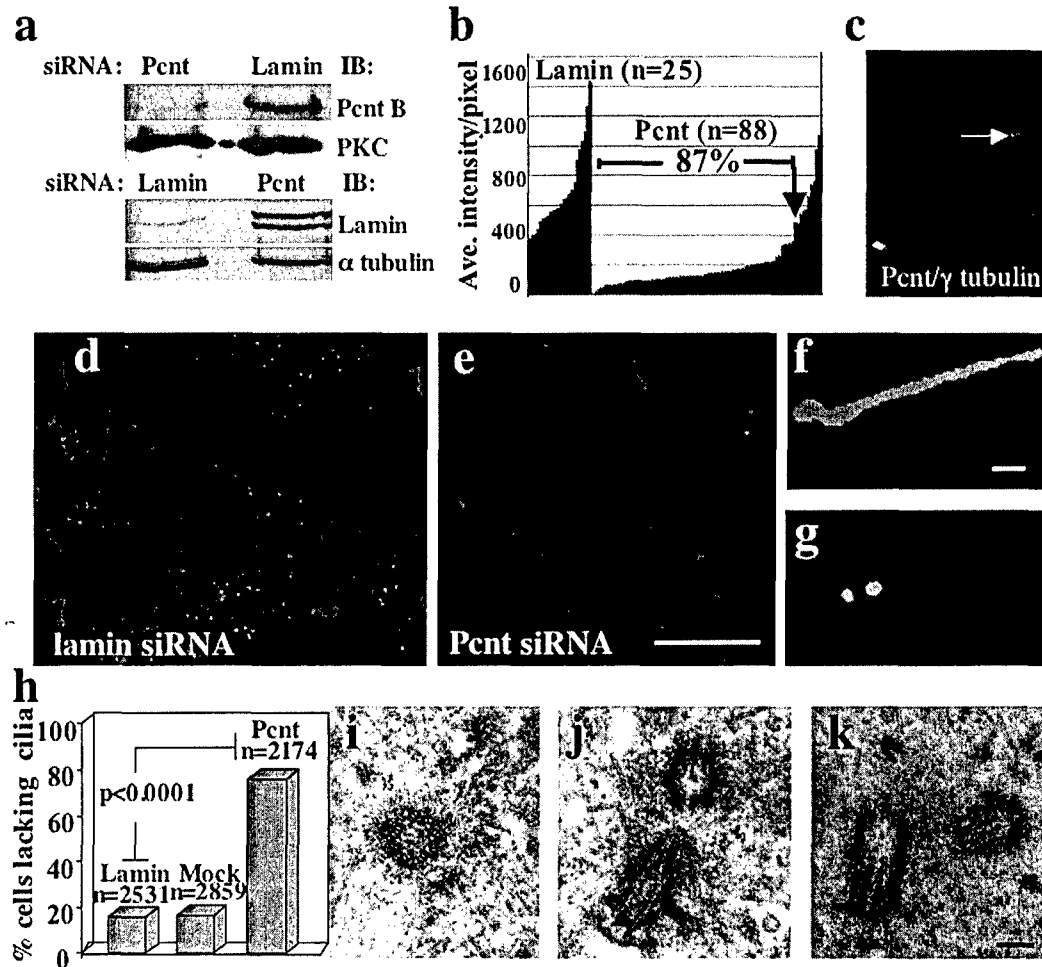 a
siRNA: Pcnt Lamin IB:
Pcnt B
PKC
siRNA: Lamin Pcnt IB:
Lamin
α tubulin
b
Ave. intensity/pixel
1600
1200
800
400
0
Lamin (n=25)
Pcnt (n=88)
87%
c
Pcnt/γ tubulin
d
lamin siRNA
e
Pcnt siRNA
f
g
h
% cells lacking cilia
100
80
60
40
20
0
Pcnt
n=2174
p<0.0001
Lamin Mock
n=2531 n=2859
i
j
k